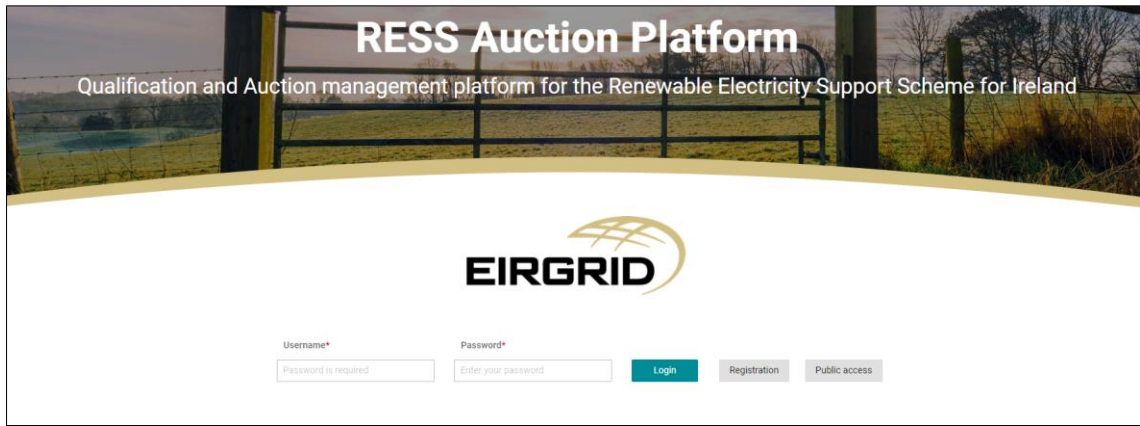 RESS Auction Platform
Qualification and Auction management platform for the Renewable Electricity Support Scheme for Ireland
EIRGRID
Username* Password*
Password is required Enter your password Login Registration Public access